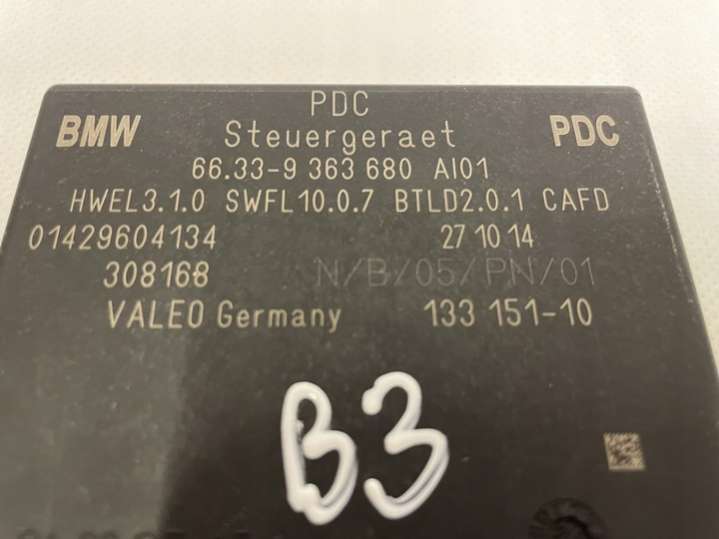 PDC
BMW Steuergeraet PDC
66.33-9 363 680 AI01
HWEL3.1.0 SWFL10.0.7 BTLD2.0.1 CAFD
01429604134 27 10 14
308168 N/B/05/PN/01
VALEO Germany 133 151-10
B3